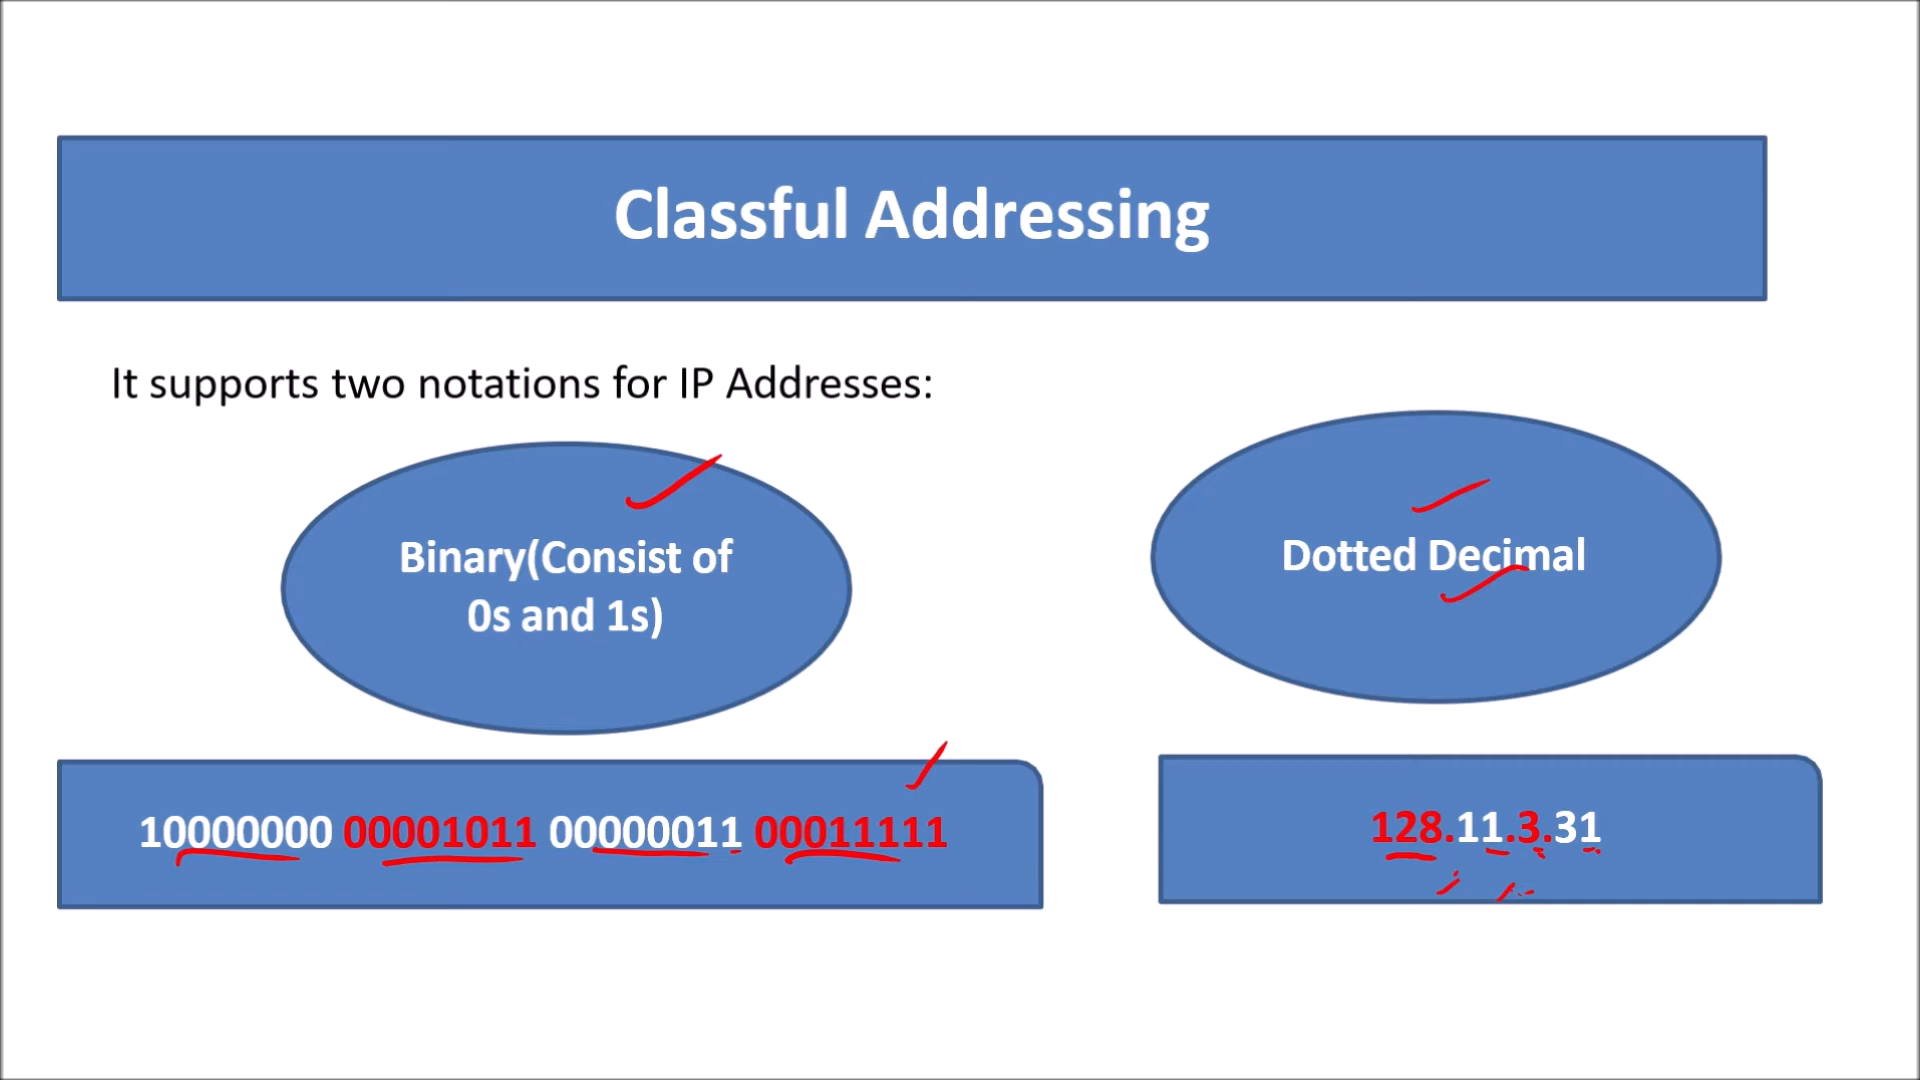 Classful Addressing
It supports two notations for IP Addresses:
Binary(Consist of
0s and 1s)
Dotted Decimal
10000000 00001011 00000011 00011111
128.11.3.31